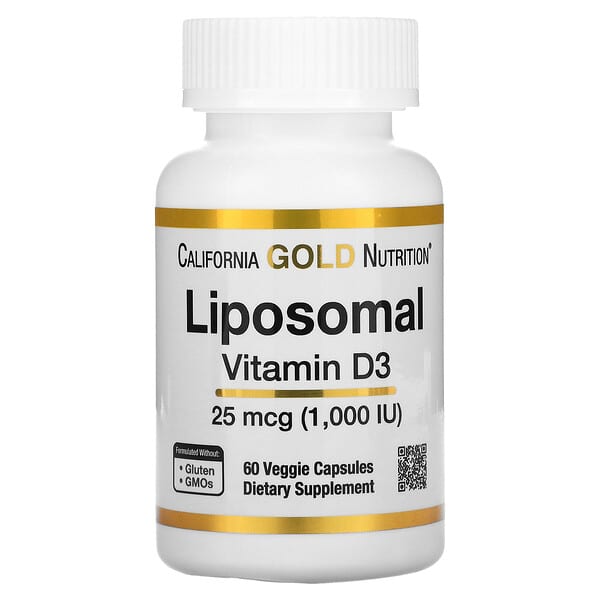 CALIFORNIA GOLD NUTRITION®
Liposomal
Vitamin D3
25 mcg (1,000 IU)
Formulated Without:
• Gluten
• GMOs
60 Veggie Capsules
Dietary Supplement